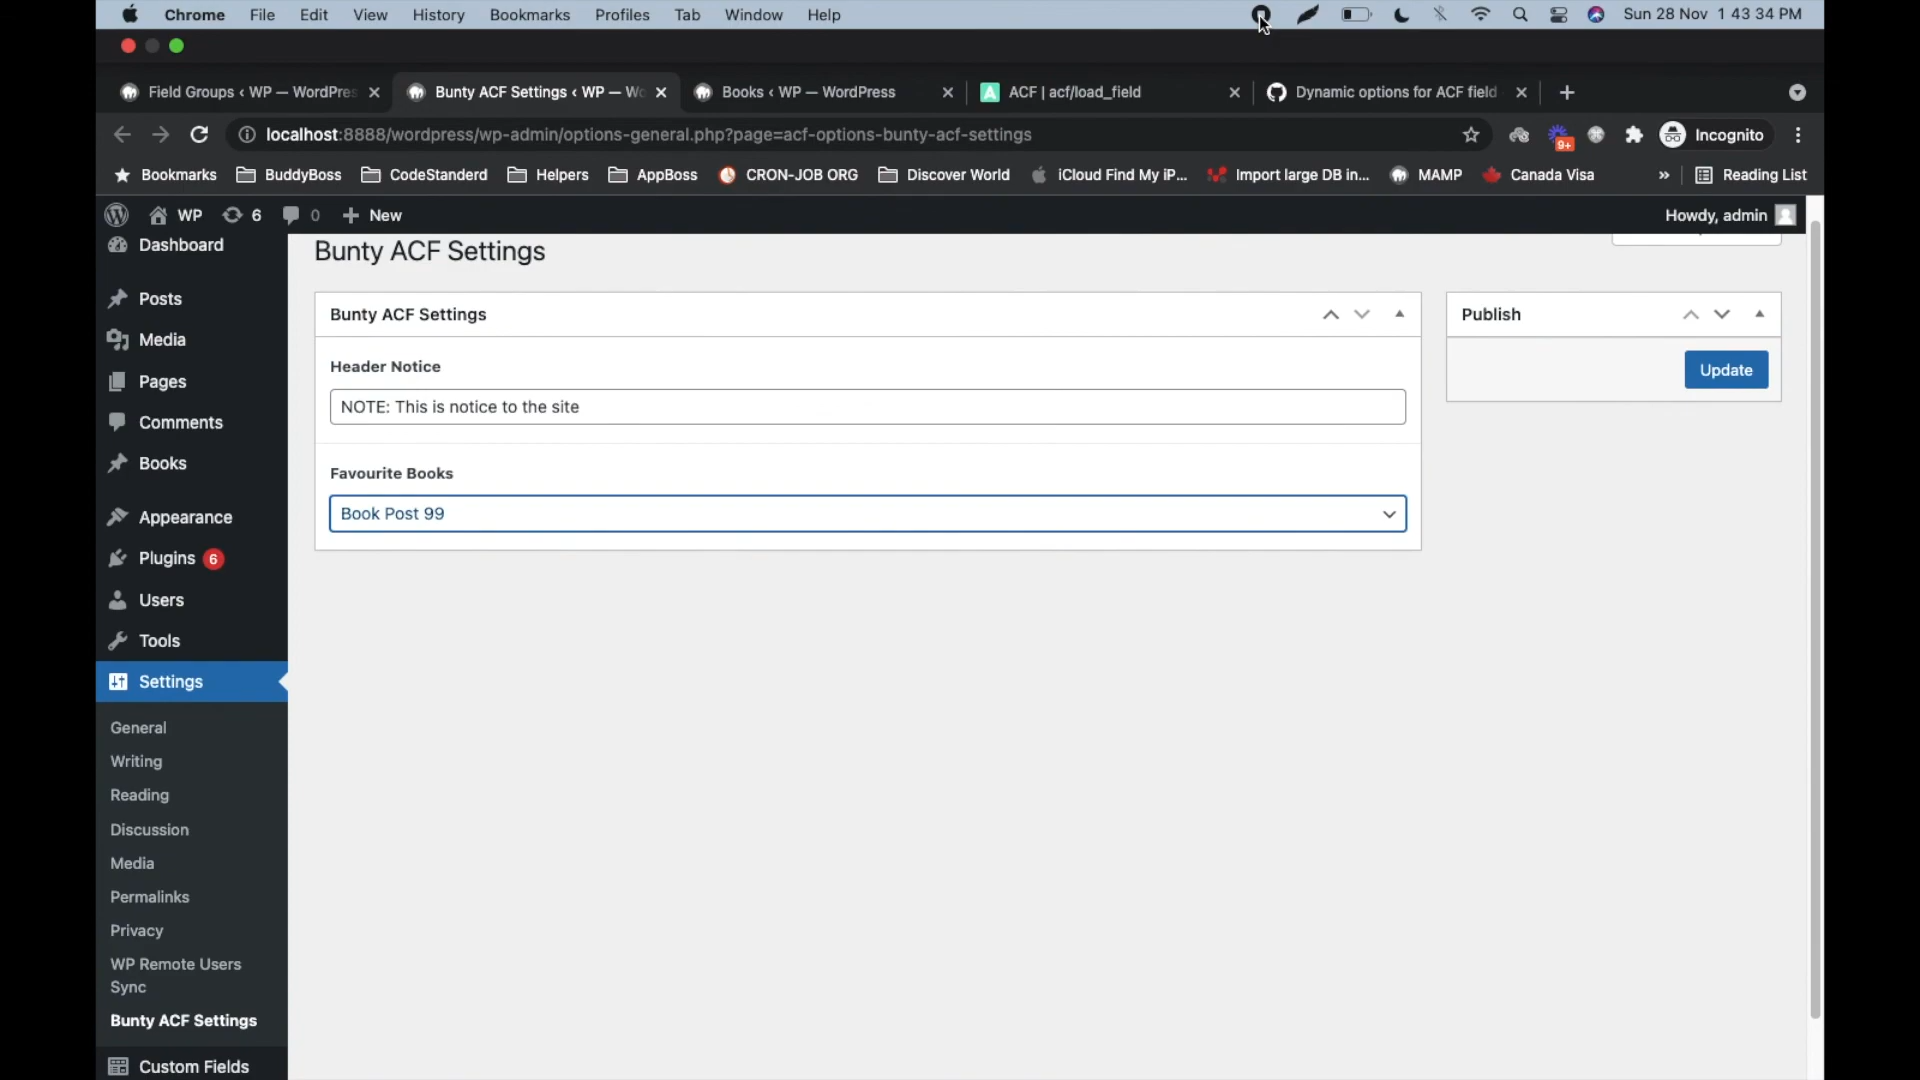 Chrome File Edit View History Bookmarks Profiles Tab Window Help Sun 28 Nov 1 43 34 PM
Field Groups ‹ WP — WordPres Bunty ACF Settings ‹ WP — Wo Books ‹ WP — WordPress ACF | acf/load_field Dynamic options for ACF field
localhost:8888/wordpress/wp-admin/options-general.php?page=acf-options-bunty-acf-settings 9+ Incognito
Bookmarks BuddyBoss CodeStanderd Helpers AppBoss CRON-JOB ORG Discover World iCloud Find My iP... Import large DB in... MAMP Canada Visa » Reading List
WP 6 0 New Howdy, admin
Dashboard
Posts
Media
Pages
Comments
Books
Appearance
Plugins 6
Users
Tools
Settings
General
Writing
Reading
Discussion
Media
Permalinks
Privacy
WP Remote Users
Sync
Bunty ACF Settings
Custom Fields
Bunty ACF Settings
Bunty ACF Settings
Header Notice
NOTE: This is notice to the site
Favourite Books
Book Post 99
Publish
Update